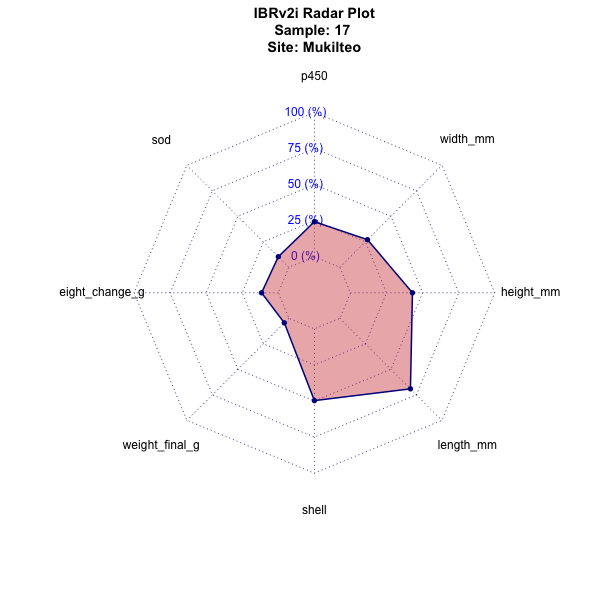 IBRv2i Radar Plot
Sample: 17
Site: Mukilteo
p450
100 (%)
sod
width_mm
75 (%)
50 (%)
25 (%)
0 (%)
eight_change_g
height_mm
weight_final_g
length_mm
shell